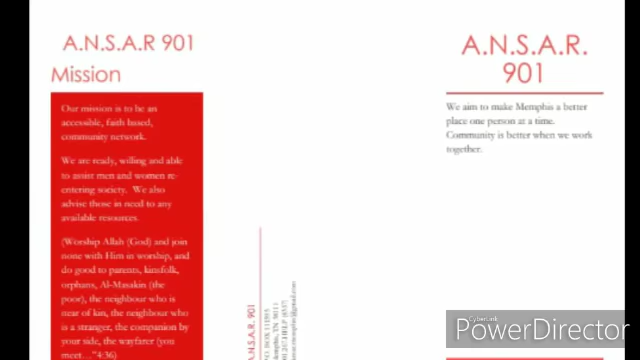 A.N.S.A.R 901
Mission
Our mission is to be an
accessible, faith based,
community network.
We are ready, willing and able
to assist men and women re-
entering society. We also
advise those in need to any
available resources.
(Worship Allah (God) and join
none with Him in worship, and
do good to parents, kinsfolk,
orphans, Al-Masakin (the
poor), the neighbour who is
near of kin, the neighbour who
is a stranger, the companion by
your side, the wayfarer (you
meet…"4:36)
A.N.S.A.R. 901
Memphis, TN
A.N.S.A.R.
901
We aim to make Memphis a better
place one person at a time.
Community is better when we work
together.
CyberLink
PowerDirector